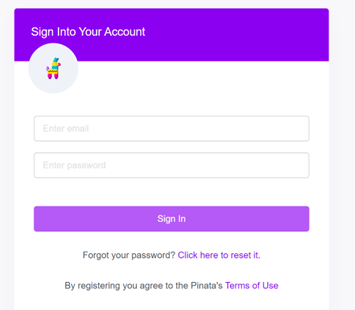 Sign Into Your Account
Enter email
Enter password
Sign In
Forgot your password? Click here to reset it.
By registering you agree to the Pinata's Terms of Use